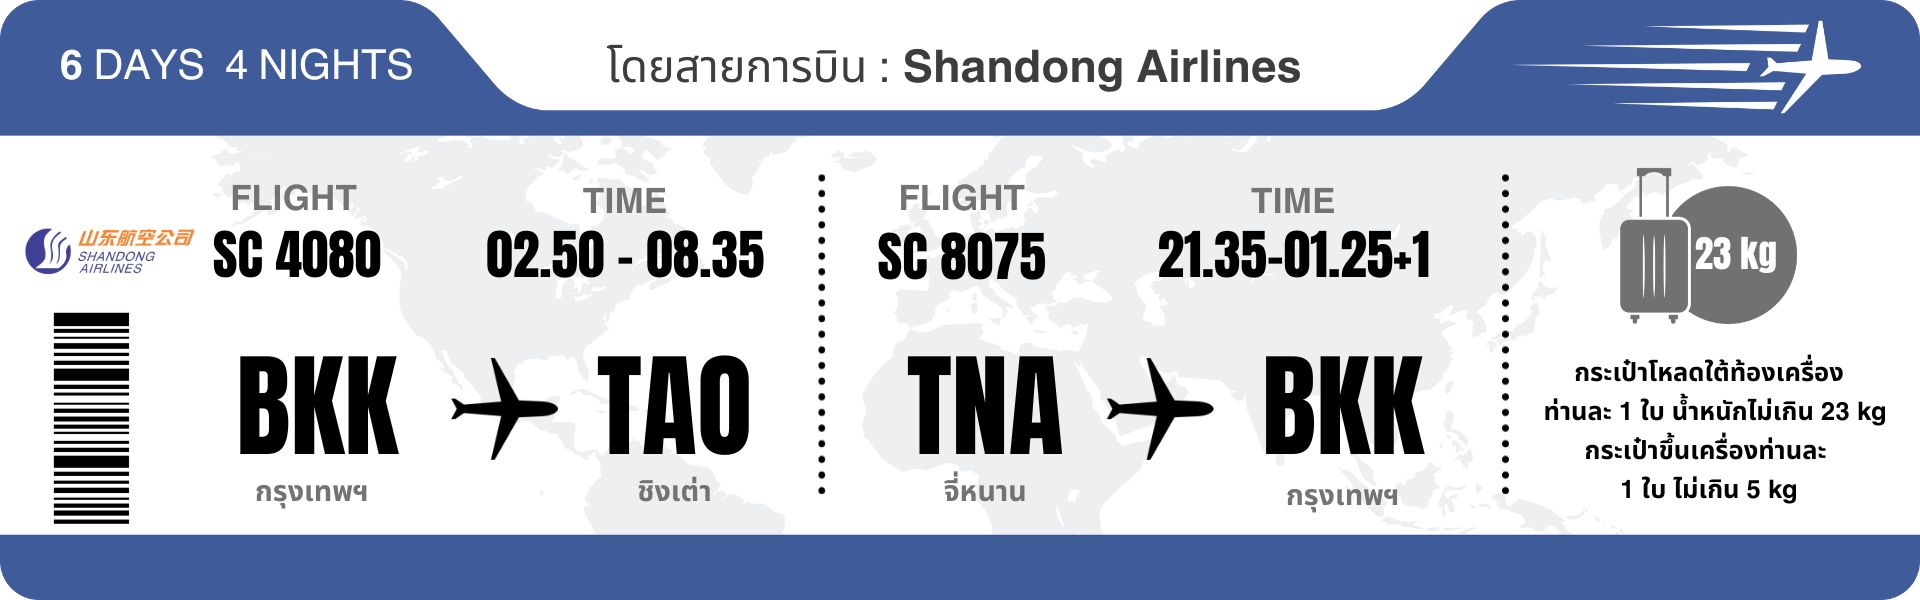 6 DAYS 4 NIGHTS
โดยสายการบิน : Shandong Airlines
山东航空公司
SHANDONG
AIRLINES
FLIGHT
SC 4080
TIME
02.50 - 08.35
BKK
กรุงเทพฯ
TAO
ชิงเต่า
FLIGHT
SC 8075
TIME
21.35-01.25+1
TNA
จี่หนาน
BKK
กรุงเทพฯ
23 kg
กระเป๋าโหลดใต้ท้องเครื่อง
ท่านละ 1 ใบ น้ำหนักไม่เกิน 23 kg
กระเป๋าขึ้นเครื่องท่านละ
1 ใบ ไม่เกิน 5 kg